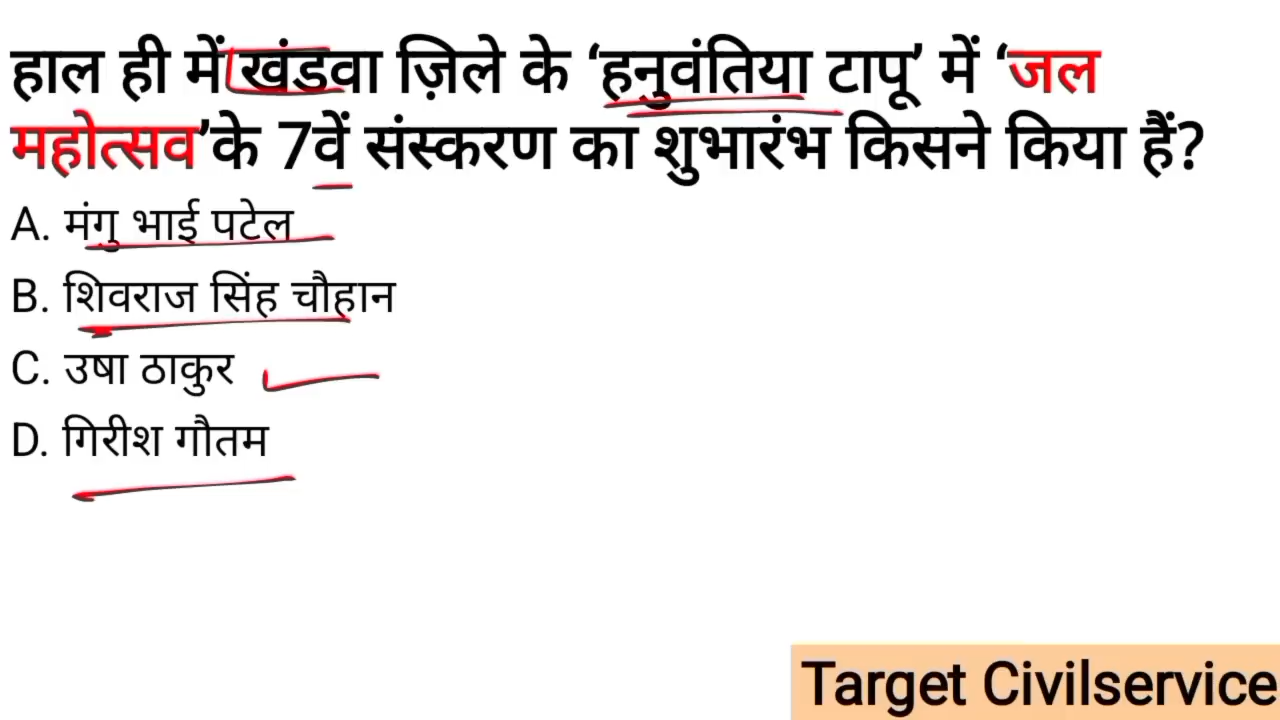 हाल ही में खंडवा ज़िले के ‘हनुवंतिया टापू’ में ‘जल
महोत्सव’के 7वें संस्करण का शुभारंभ किसने किया हैं?
A. मंगु भाई पटेल
B. शिवराज सिंह चौहान
C. उषा ठाकुर
D. गिरीश गौतम
Target Civilservice